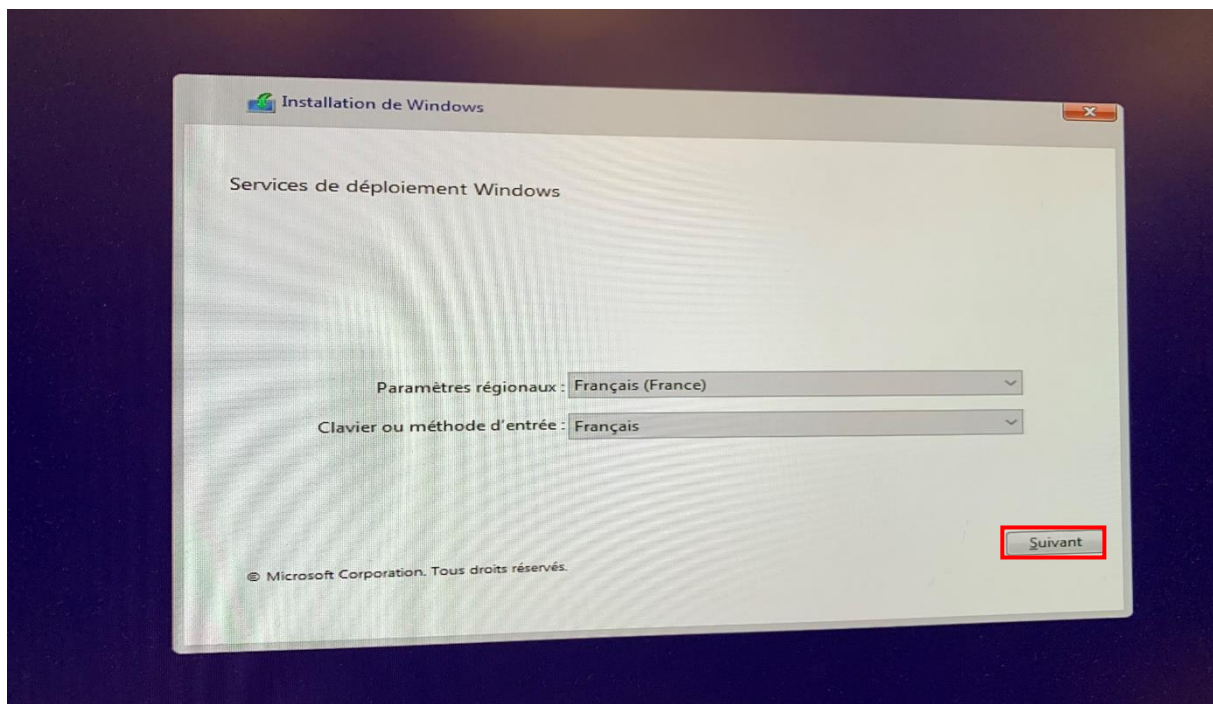 Installation de Windows
Services de déploiement Windows
Paramètres régionaux : Français (France)
Clavier ou méthode d'entrée : Français
Suivant
© Microsoft Corporation. Tous droits réservés.